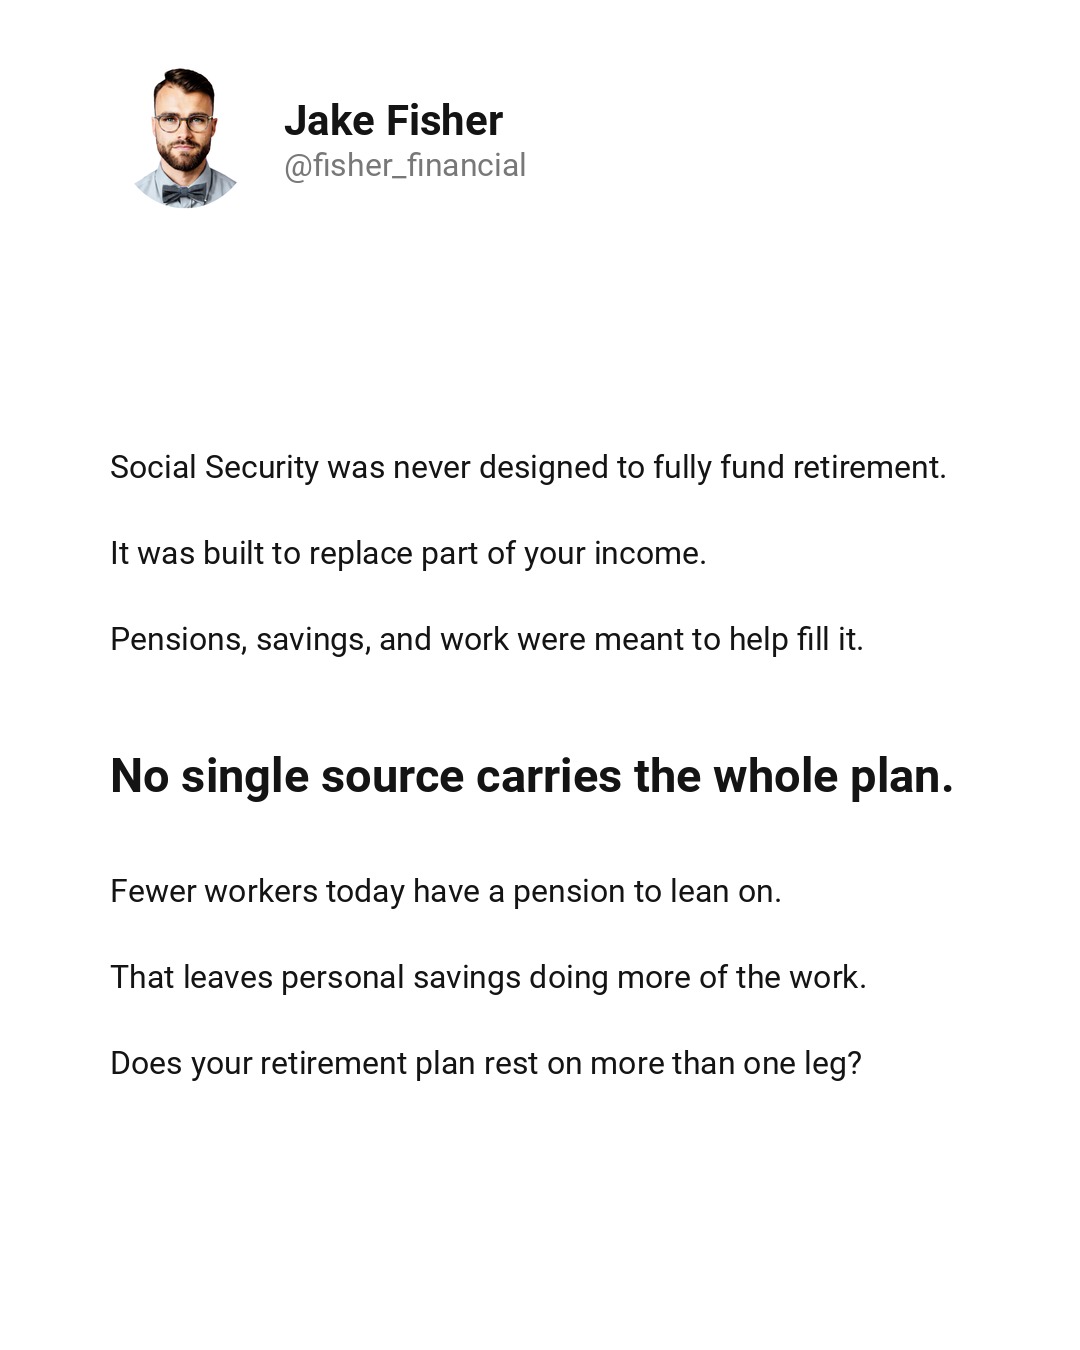 Jake Fisher
@fisher_financial
Social Security was never designed to fully fund retirement.
It was built to replace part of your income.
Pensions, savings, and work were meant to help fill it.
No single source carries the whole plan.
Fewer workers today have a pension to lean on.
That leaves personal savings doing more of the work.
Does your retirement plan rest on more than one leg?